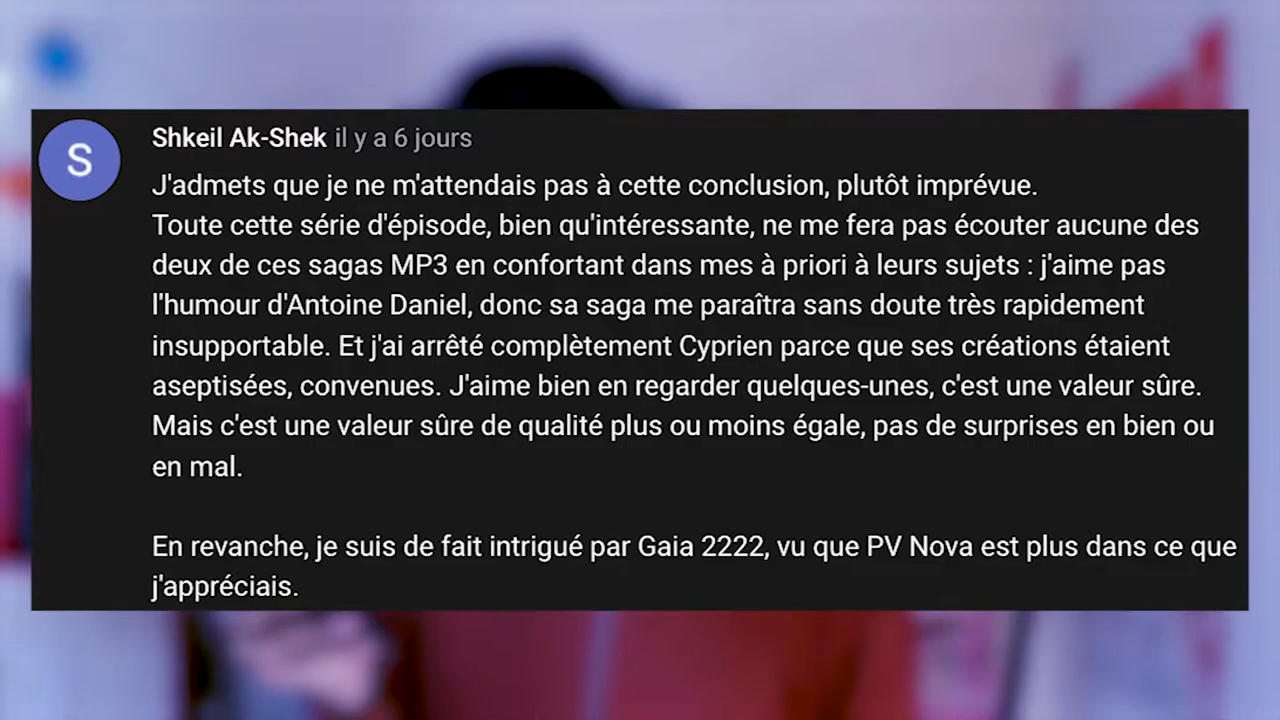 S
Shkeil Ak-Shek il y a 6 jours
J'admets que je ne m'attendais pas à cette conclusion, plutôt imprévue.
Toute cette série d'épisode, bien qu'intéressante, ne me fera pas écouter aucune des
deux de ces sagas MP3 en confortant dans mes à priori à leurs sujets : j'aime pas
l'humour d'Antoine Daniel, donc sa saga me paraîtra sans doute très rapidement
insupportable. Et j'ai arrêté complètement Cyprien parce que ses créations étaient
aseptisées, convenues. J'aime bien en regarder quelques-unes, c'est une valeur sûre.
Mais c'est une valeur sûre de qualité plus ou moins égale, pas de surprises en bien ou
en mal.
En revanche, je suis de fait intrigué par Gaia 2222, vu que PV Nova est plus dans ce que
j'appréciais.